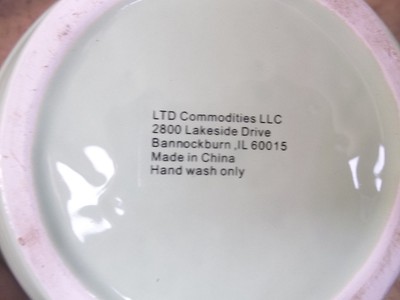 LTD Commodities LLC
2800 Lakeside Drive
Bannockburn ,IL 60015
Made in China
Hand wash only